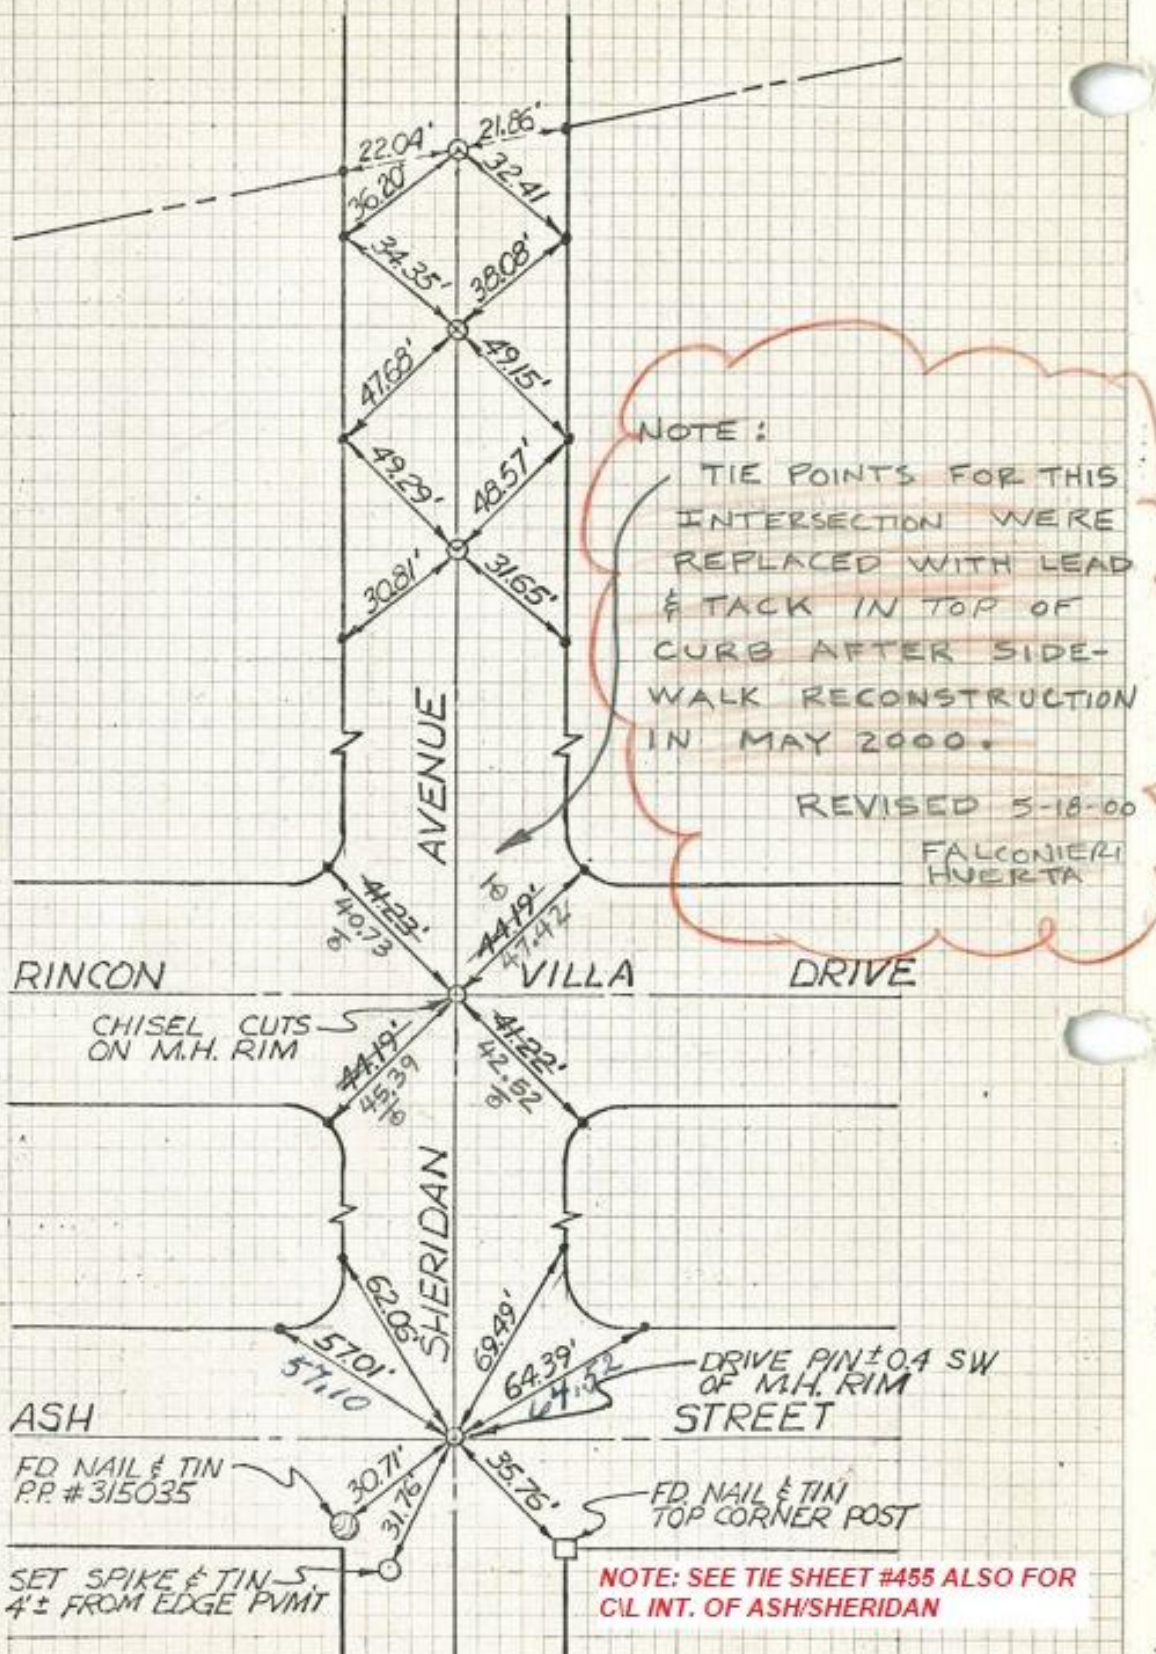 22.04'
21.86'
36.20'
32.41
34.35'
38.08'
47.68'
49.15'
49.29'
48.57'
30.81'
31.65'
NOTE :
TIE POINTS FOR THIS
INTERSECTION WERE
REPLACED WITH LEAD
& TACK IN TOP OF
CURB AFTER SIDE-
WALK RECONSTRUCTION
IN MAY 2000.
REVISED 5-18-00
FALCONIERI
HUERTA
AVENUE
41.23'
40.73
44.19'
47.42
RINCON VILLA DRIVE
CHISEL CUTS
ON M.H. RIM
44.19'
45.39
41.22'
42.52
SHERIDAN
62.05'
69.49'
57.01'
57.10
64.39'
64.52
DRIVE PIN ± 0.4 SW
OF M.H. RIM
ASH STREET
FD. NAIL & TIN
P.P. # 315035
30.71'
31.76'
35.76'
FD. NAIL & TIN
TOP CORNER POST
SET SPIKE & TIN
4'± FROM EDGE PVMT
NOTE: SEE TIE SHEET #455 ALSO FOR
C\L INT. OF ASH/SHERIDAN